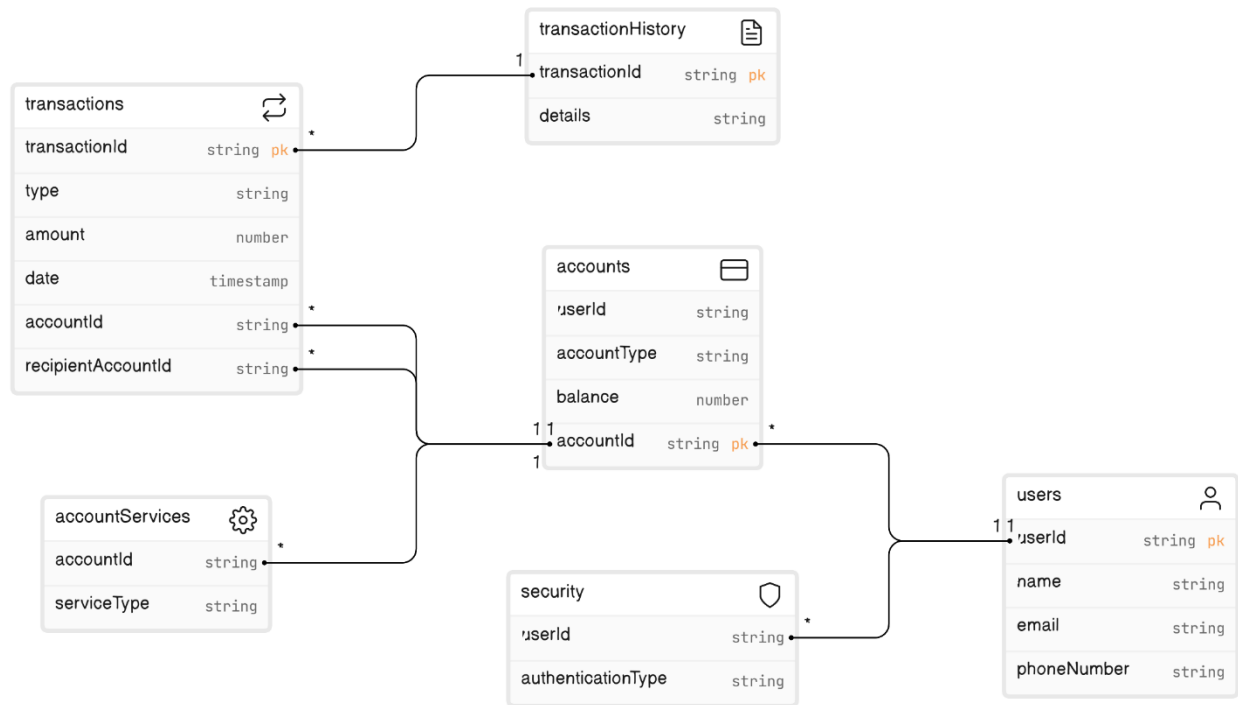 transactionHistory
transactionId string pk
details string
transactions
transactionId string pk
type string
amount number
date timestamp
accountId string
recipientAccountId string
1
*
*
*
accounts
userId string
accountType string
balance number
accountId string pk
1 1
1
*
accountServices
accountId string
serviceType string
*
security
userId string
authenticationType string
*
users
userId string pk
name string
email string
phoneNumber string
1 1